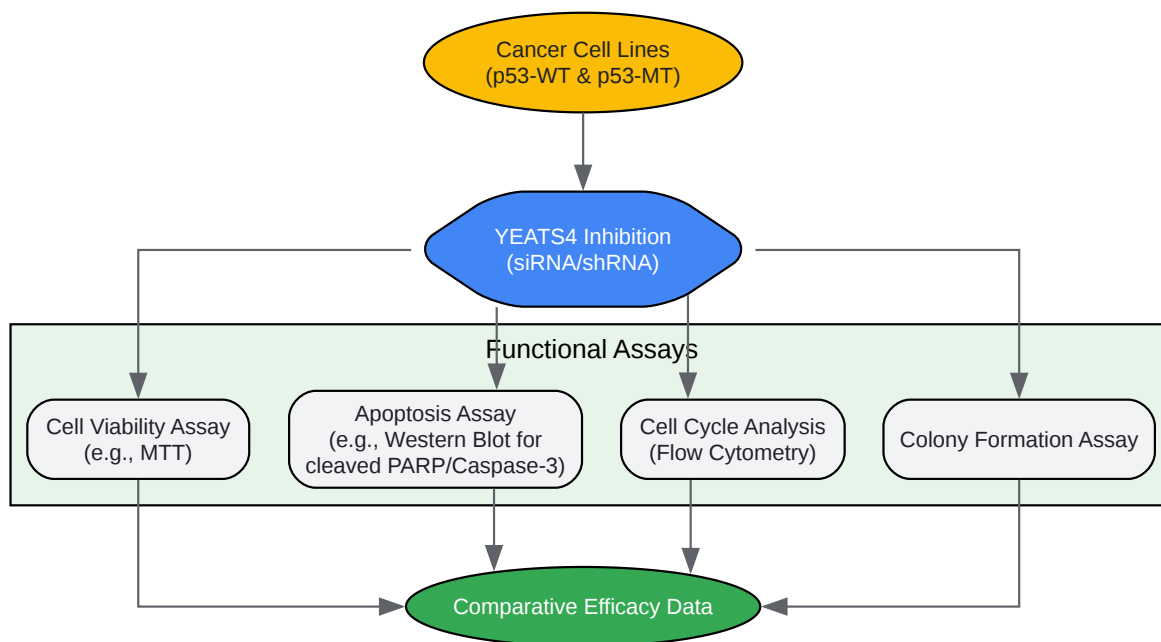 Cancer Cell Lines
(p53-WT & p53-MT)
YEATS4 Inhibition
(siRNA/shRNA)
Functional Assays
Cell Viability Assay
(e.g., MTT)
Apoptosis Assay
(e.g., Western Blot for
cleaved PARP/Caspase-3)
Cell Cycle Analysis
(Flow Cytometry)
Colony Formation Assay
Comparative Efficacy Data